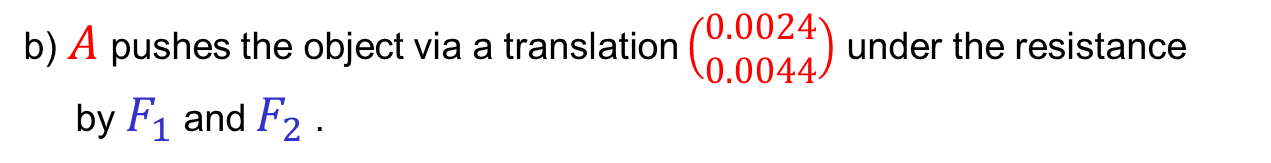 b) A pushes the object via a translation (0.0024 0.0044) under the resistance
by F₁ and F₂ .